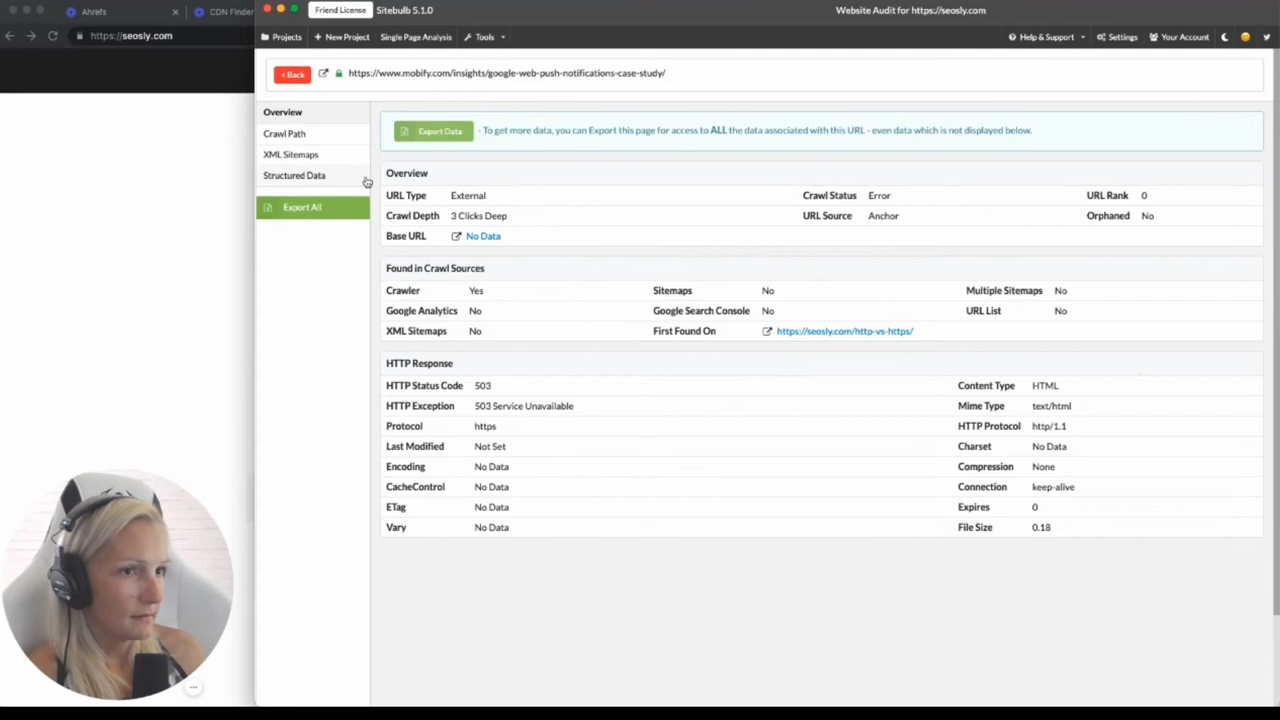 Ahrefs
CDN Finder
https://seosly.com
Friend License
Sitebulb 5.1.0
Website Audit for https://seosly.com
Projects
New Project
Single Page Analysis
Tools
Help & Support
Settings
Your Account
< Back
https://www.mobify.com/insights/google-web-push-notifications-case-study/
Overview
Crawl Path
XML Sitemaps
Structured Data
Export All
Export Data - To get more data, you can Export this page for access to ALL the data associated with this URL - even data which is not displayed below.
Overview
URL Type External Crawl Status Error URL Rank 0
Crawl Depth 3 Clicks Deep URL Source Anchor Orphaned No
Base URL No Data
Found in Crawl Sources
Crawler Yes Sitemaps No Multiple Sitemaps No
Google Analytics No Google Search Console No URL List No
XML Sitemaps No First Found On https://seosly.com/http-vs-https/
HTTP Response
HTTP Status Code 503 Content Type HTML
HTTP Exception 503 Service Unavailable Mime Type text/html
Protocol https HTTP Protocol http/1.1
Last Modified Not Set Charset No Data
Encoding No Data Compression None
CacheControl No Data Connection keep-alive
ETag No Data Expires 0
Vary No Data File Size 0.18